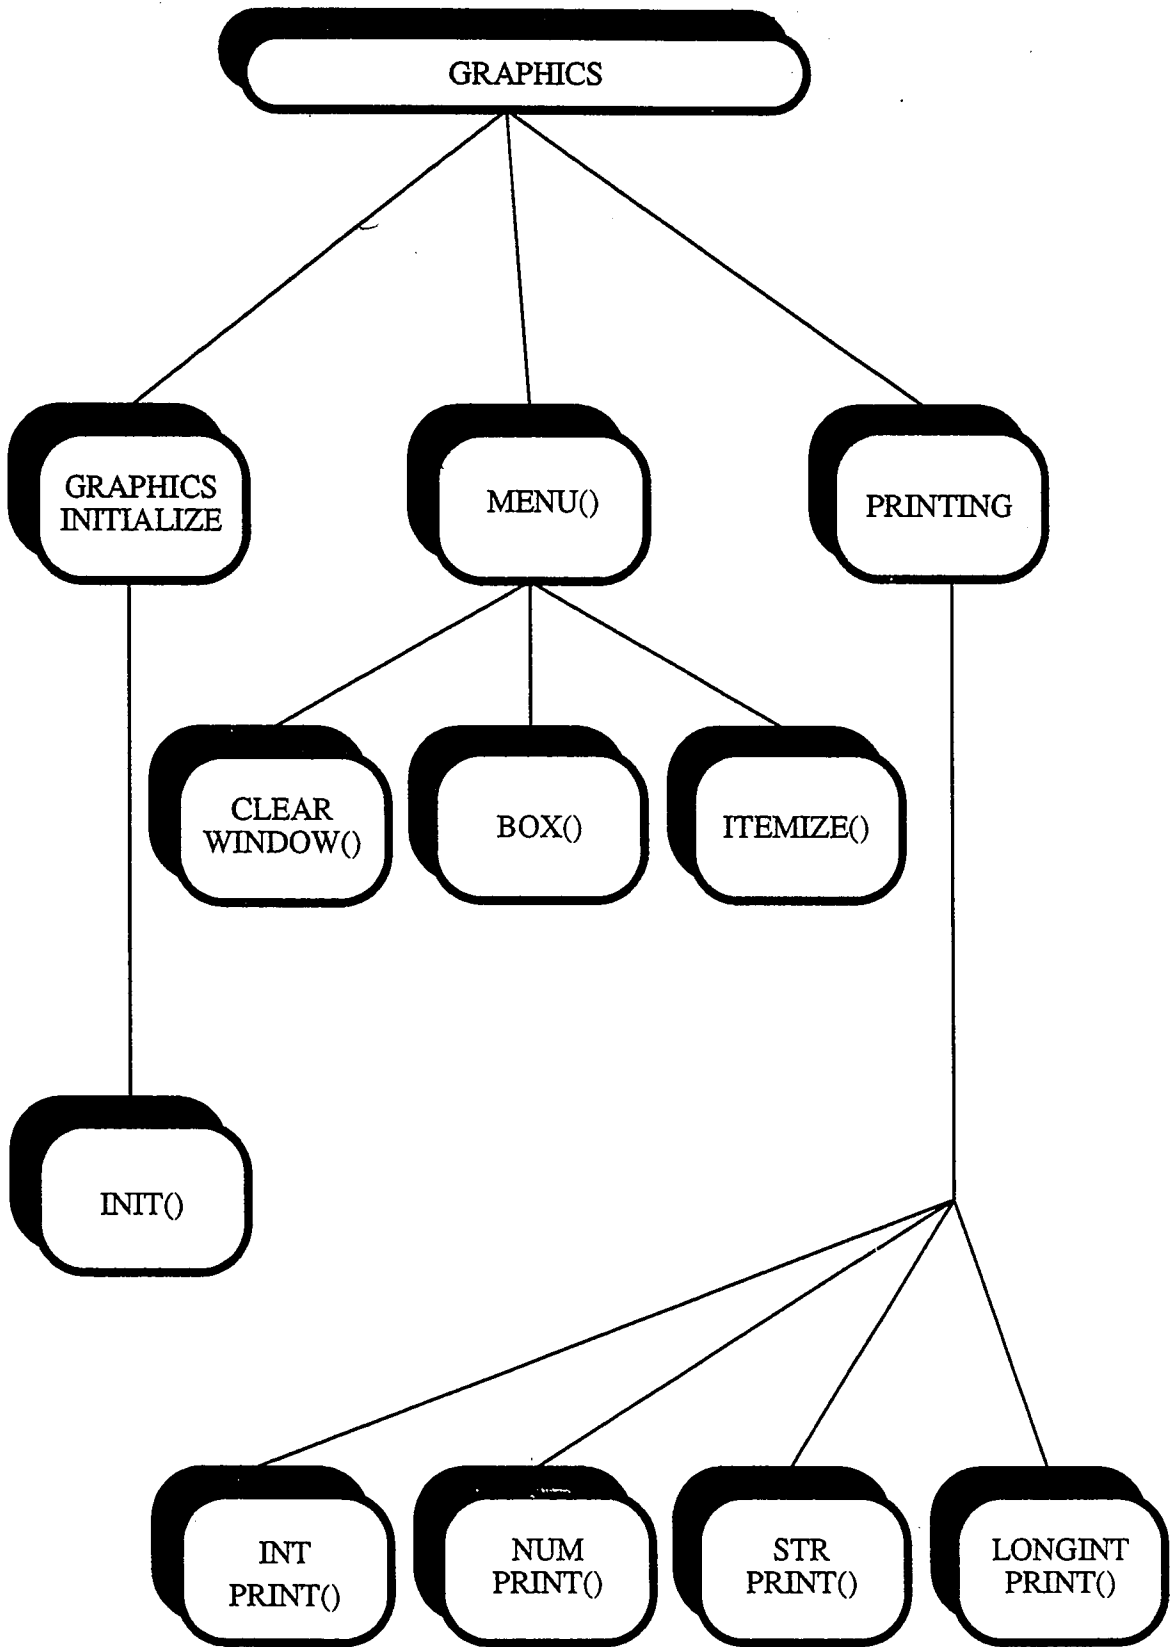 GRAPHICS
GRAPHICS
INITIALIZE
MENU()
PRINTING
CLEAR
WINDOW()
BOX()
ITEMIZE()
INIT()
INT
PRINT()
NUM
PRINT()
STR
PRINT()
LONGINT
PRINT()